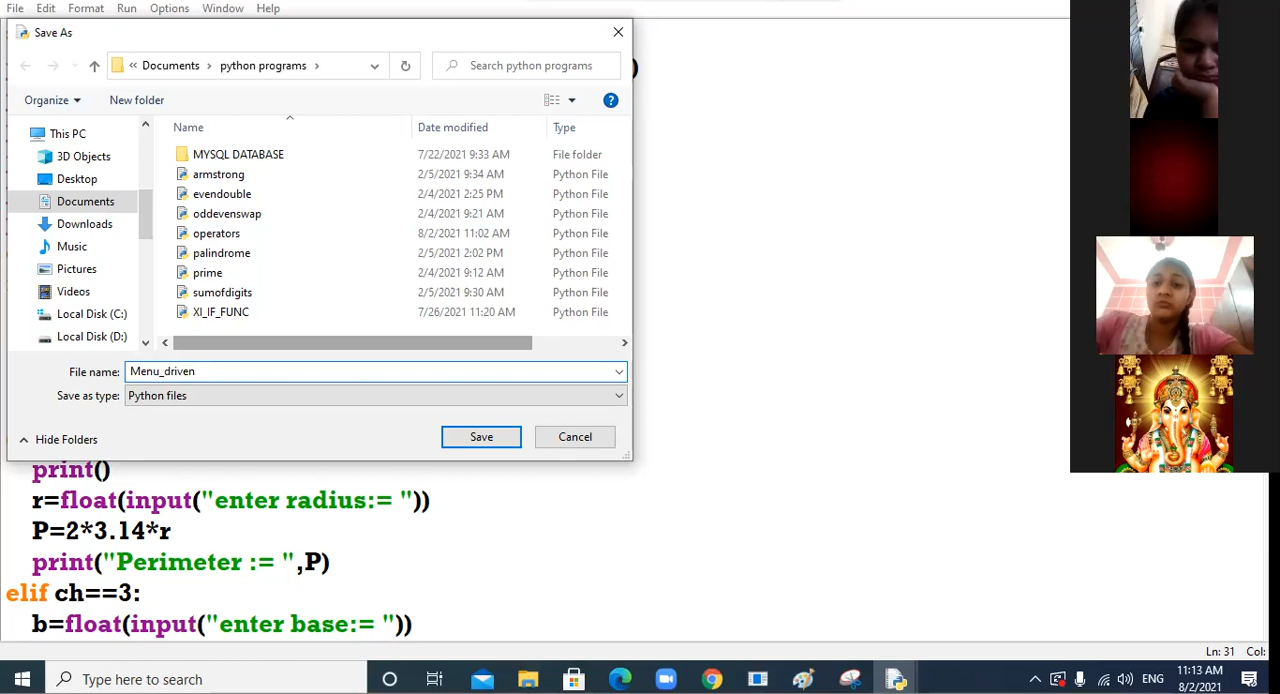 File Edit Format Run Options Window Help
Save As
« Documents › python programs ›
Search python programs
)
Organize
New folder
Name Date modified Type
This PC
3D Objects
Desktop
Documents
Downloads
Music
Pictures
Videos
Local Disk (C:)
Local Disk (D:)
MYSQL DATABASE 7/22/2021 9:33 AM File folder
armstrong 2/5/2021 9:34 AM Python File
evendouble 2/4/2021 2:25 PM Python File
oddevenswap 2/4/2021 9:21 AM Python File
operators 8/2/2021 11:02 AM Python File
palindrome 2/5/2021 2:02 PM Python File
prime 2/4/2021 9:12 AM Python File
sumofdigits 2/5/2021 9:30 AM Python File
XI_IF_FUNC 7/26/2021 11:20 AM Python File
File name: Menu_driven
Save as type: Python files
Hide Folders
Save
Cancel
print()
r=float(input("enter radius:= "))
P=2*3.14*r
print("Perimeter := ",P)
elif ch==3:
b=float(input("enter base:= "))
Ln: 31 Col:
Type here to search
ENG
11:13 AM
8/2/2021